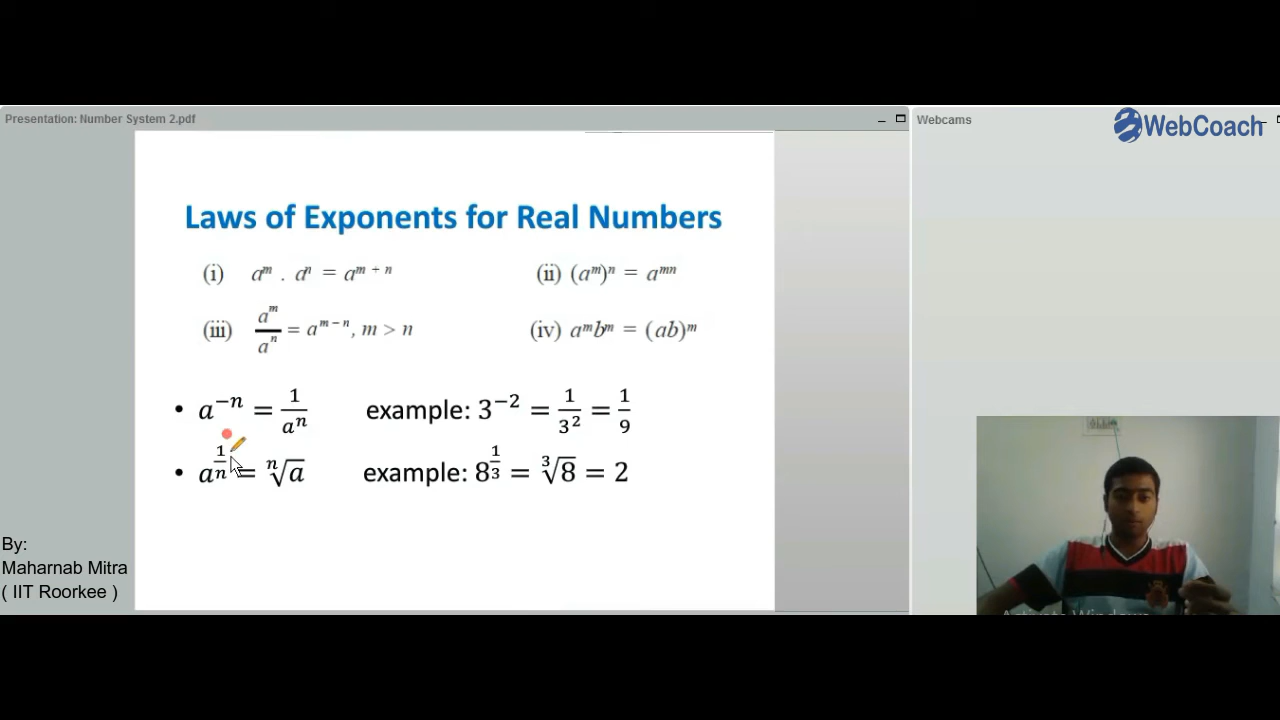 Presentation: Number System 2.pdf
Webcams
WebCoach
Laws of Exponents for Real Numbers
(i) aᵐ . aⁿ = aᵐ⁺ⁿ (ii) (aᵐ)ⁿ = aᵐⁿ
(iii) aᵐ/aⁿ = aᵐ⁻ⁿ, m > n (iv) aᵐbᵐ = (ab)ᵐ
• a⁻ⁿ = 1/aⁿ example: 3⁻² = 1/3² = 1/9
• a^(1/n) = ⁿ√a example: 8^(1/3) = ³√8 = 2
By:
Maharnab Mitra
( IIT Roorkee )
Activate Windows